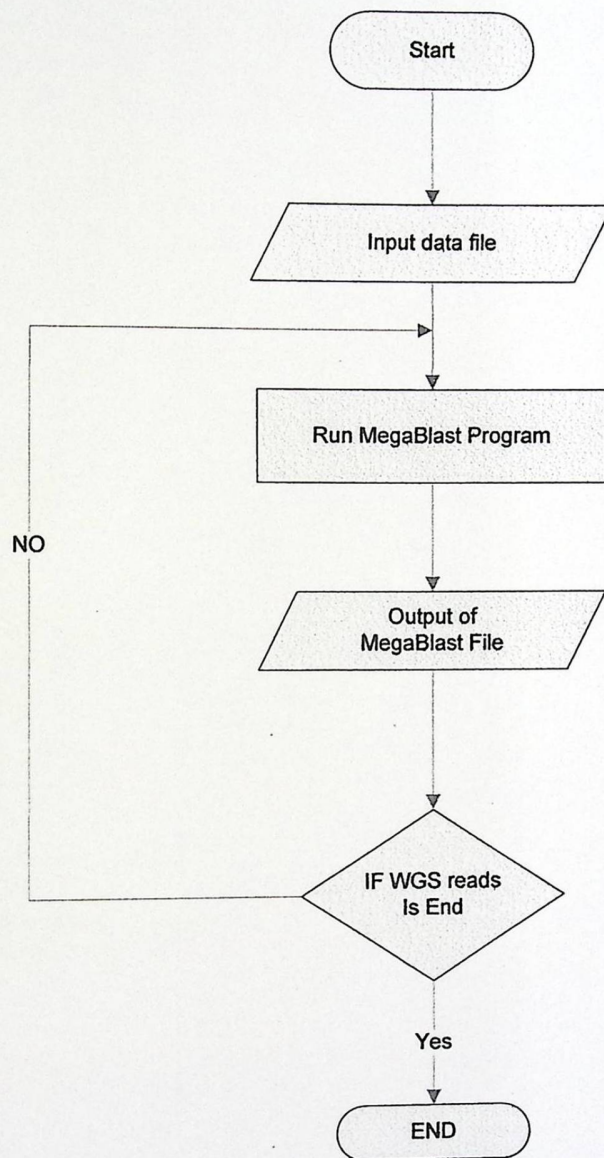 Start
Input data file
Run MegaBlast Program
NO
Output of
MegaBlast File
IF WGS reads
Is End
Yes
END